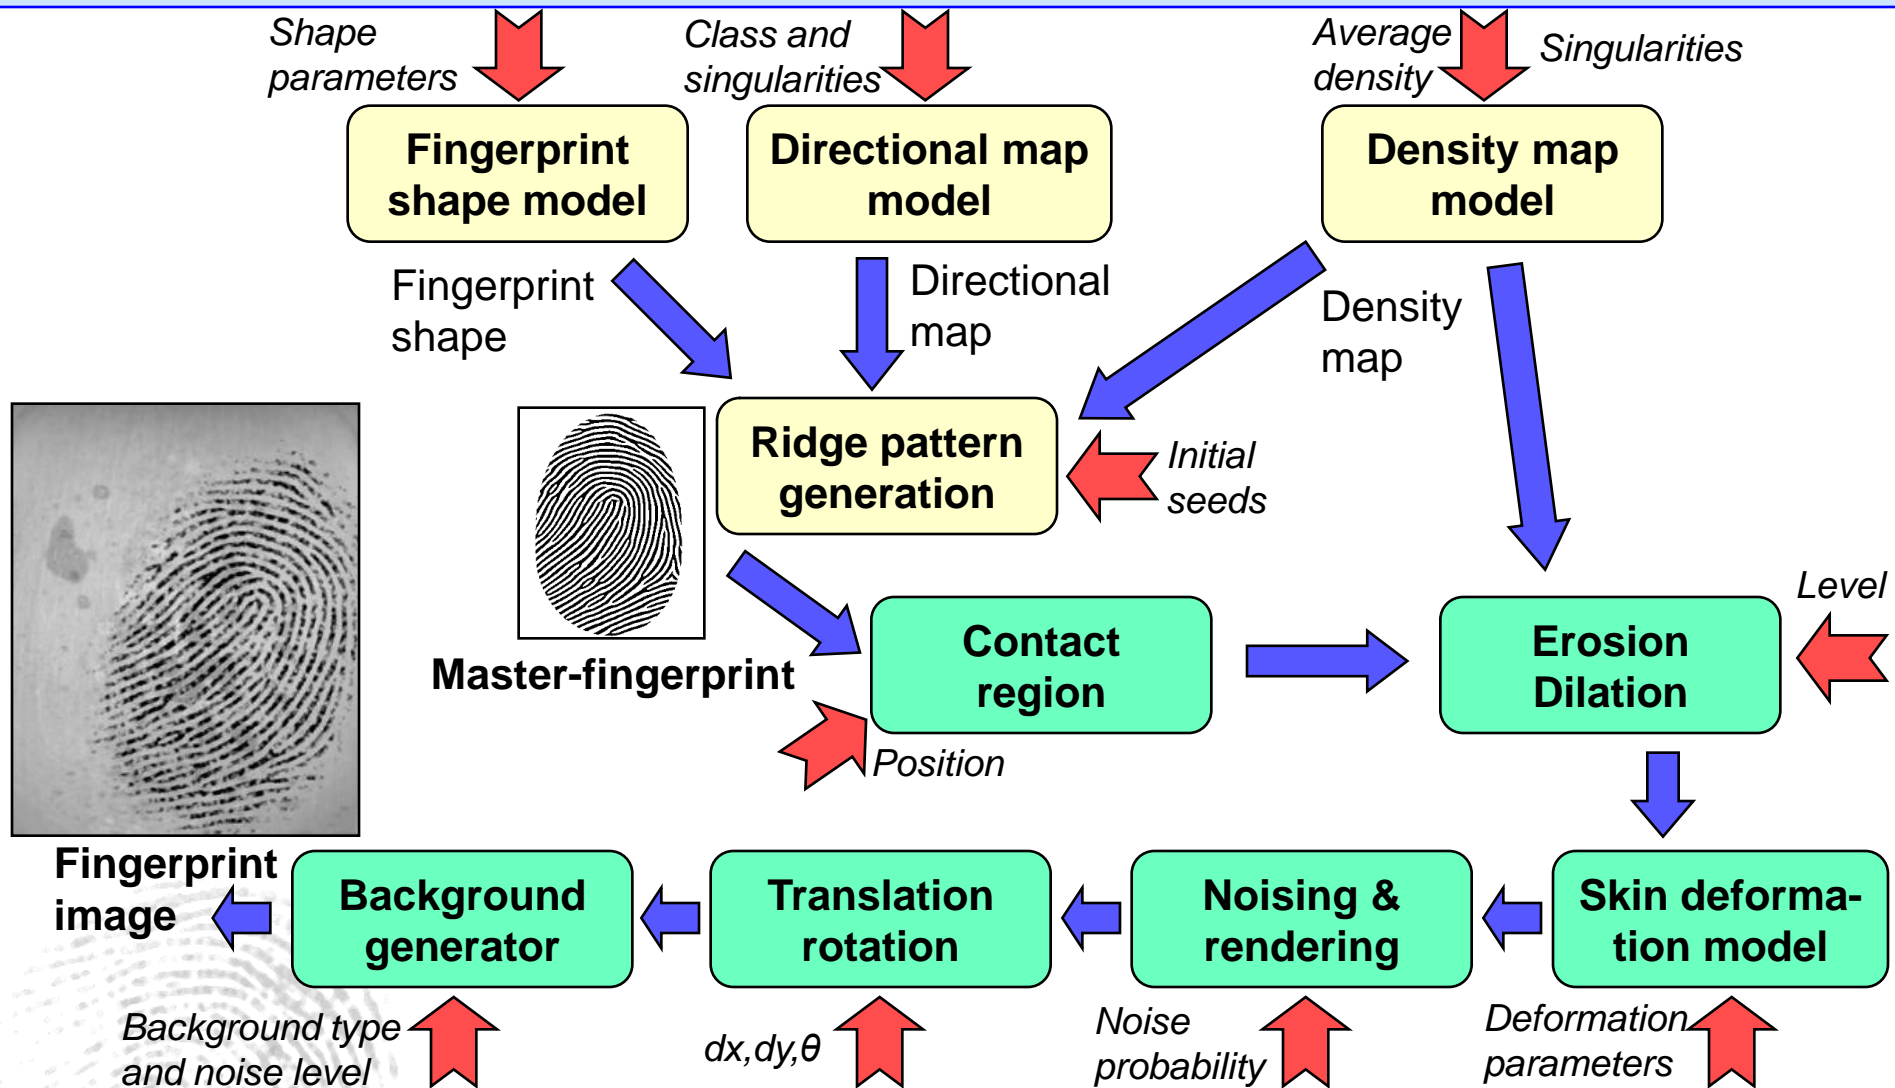 Shape
parameters
Class and
singularities
Average
density
Singularities
Fingerprint
shape model
Directional map
model
Density map
model
Fingerprint
shape
Directional
map
Density
map
Ridge pattern
generation
Initial
seeds
Master-fingerprint
Contact
region
Erosion
Dilation
Level
Position
Fingerprint
image
Background
generator
Translation
rotation
Noising &
rendering
Skin deforma-
tion model
Background type
and noise level
dx,dy,θ
Noise
probability
Deformation
parameters